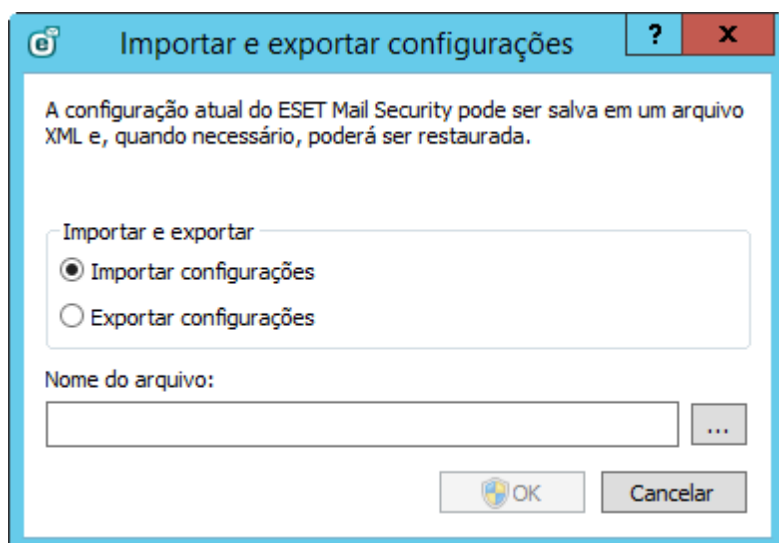 e
Importar e exportar configurações
?
x
A configuração atual do ESET Mail Security pode ser salva em um arquivo
XML e, quando necessário, poderá ser restaurada.
Importar e exportar
Importar configurações
Exportar configurações
Nome do arquivo:
...
OK
Cancelar